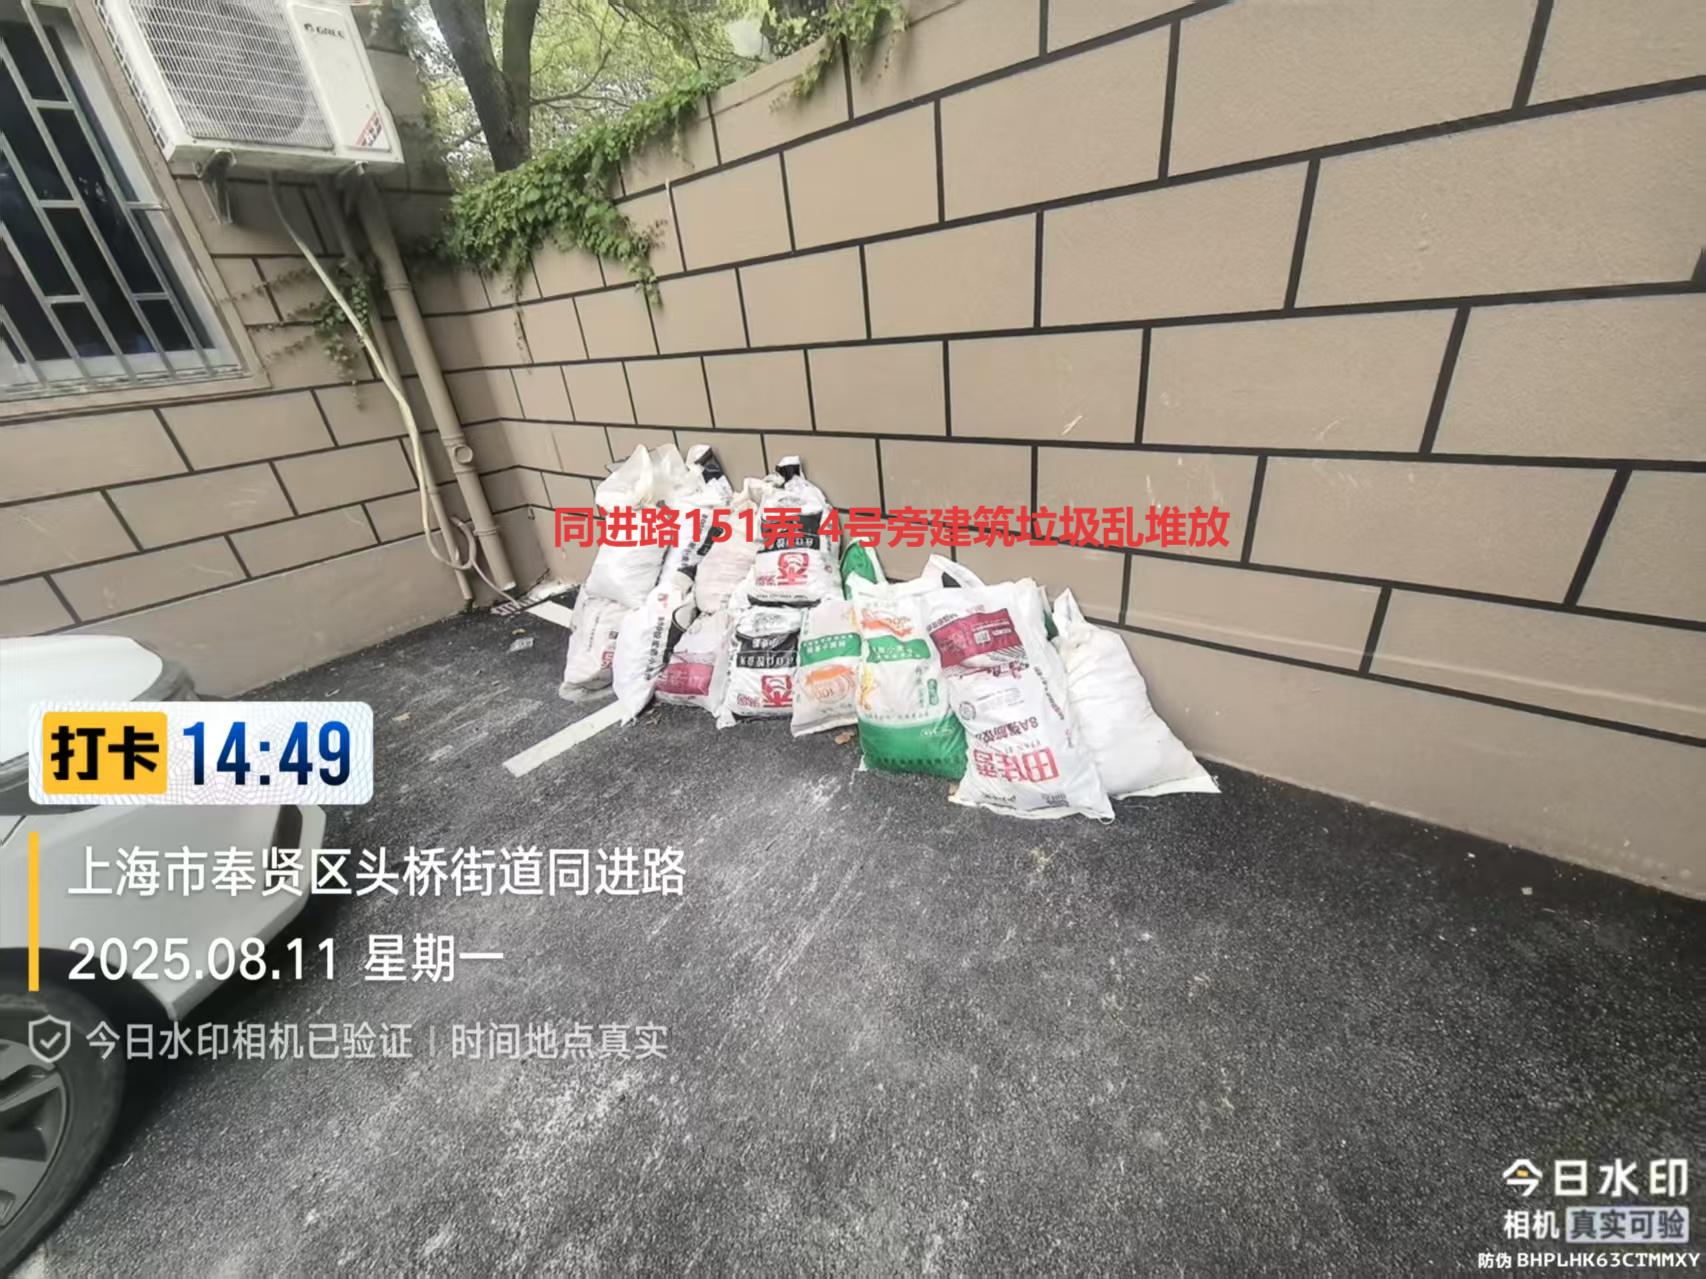 GREE
同进路151弄 4号旁建筑垃圾乱堆放
打卡 14:49
上海市奉贤区头桥街道同进路
2025.08.11 星期一
今日水印相机已验证 | 时间地点真实
今日水印
相机 真实可验
防伪 BHPLHK63CTMMXY